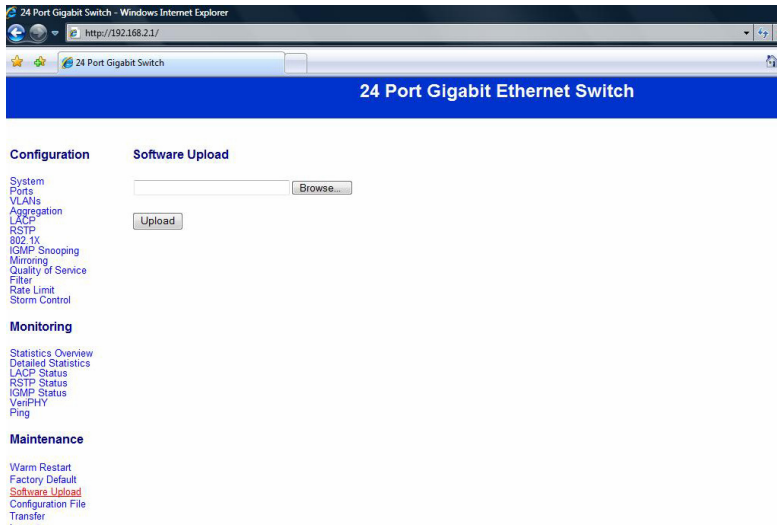 24 Port Gigabit Switch - Windows Internet Explorer
http://192.168.2.1/
24 Port Gigabit Switch
24 Port Gigabit Ethernet Switch
Configuration
System
Ports
VLANs
Aggregation
LACP
RSTP
802.1X
IGMP Snooping
Mirroring
Quality of Service
Filter
Rate Limit
Storm Control
Monitoring
Statistics Overview
Detailed Statistics
LACP Status
RSTP Status
IGMP Status
VeriPHY
Ping
Maintenance
Warm Restart
Factory Default
Software Upload
Configuration File
Transfer
Software Upload
Browse...
Upload